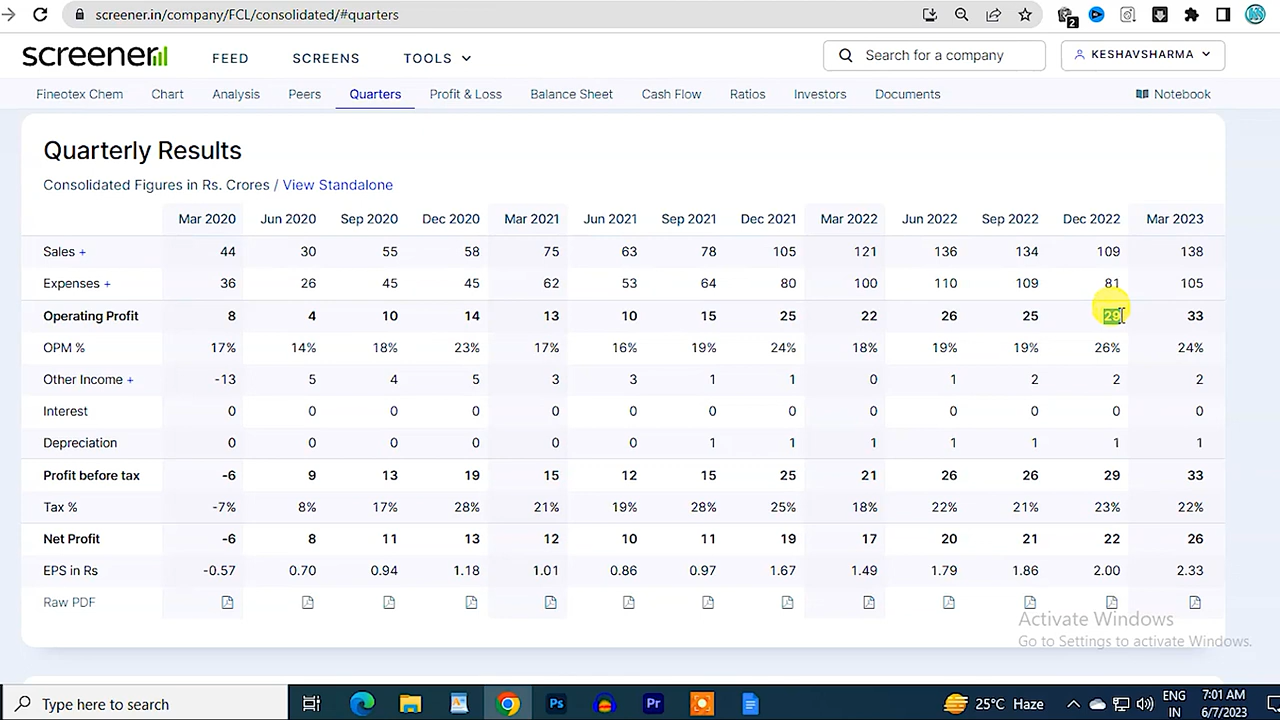 screener.in/company/FCL/consolidated/#quarters
2
screener FEED SCREENS TOOLS Search for a company KESHAVSHARMA
Fineotex Chem Chart Analysis Peers Quarters Profit & Loss Balance Sheet Cash Flow Ratios Investors Documents Notebook
Quarterly Results
Consolidated Figures in Rs. Crores / View Standalone
Mar 2020 Jun 2020 Sep 2020 Dec 2020 Mar 2021 Jun 2021 Sep 2021 Dec 2021 Mar 2022 Jun 2022 Sep 2022 Dec 2022 Mar 2023
Sales + 44 30 55 58 75 63 78 105 121 136 134 109 138
Expenses + 36 26 45 45 62 53 64 80 100 110 109 81 105
Operating Profit 8 4 10 14 13 10 15 25 22 26 25 29 33
OPM % 17% 14% 18% 23% 17% 16% 19% 24% 18% 19% 19% 26% 24%
Other Income + -13 5 4 5 3 3 1 1 0 1 2 2 2
Interest 0 0 0 0 0 0 0 0 0 0 0 0 0
Depreciation 0 0 0 0 0 0 1 1 1 1 1 1 1
Profit before tax -6 9 13 19 15 12 15 25 21 26 26 29 33
Tax % -7% 8% 17% 28% 21% 19% 28% 25% 18% 22% 21% 23% 22%
Net Profit -6 8 11 13 12 10 11 19 17 20 21 22 26
EPS in Rs -0.57 0.70 0.94 1.18 1.01 0.86 0.97 1.67 1.49 1.79 1.86 2.00 2.33
Raw PDF
Activate Windows
Go to Settings to activate Windows.
Type here to search Ps Pr 25°C Haze ENG 7:01 AM
IN 6/7/2023